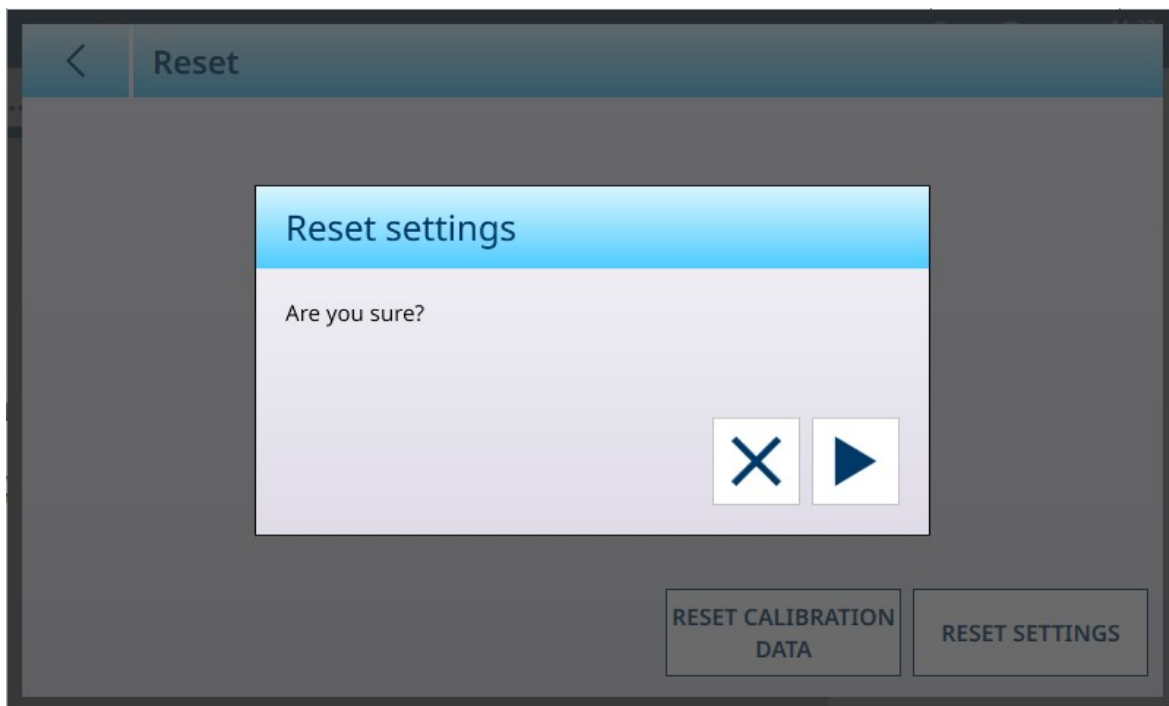 Reset
Reset settings
Are you sure?
RESET CALIBRATION
DATA
RESET SETTINGS